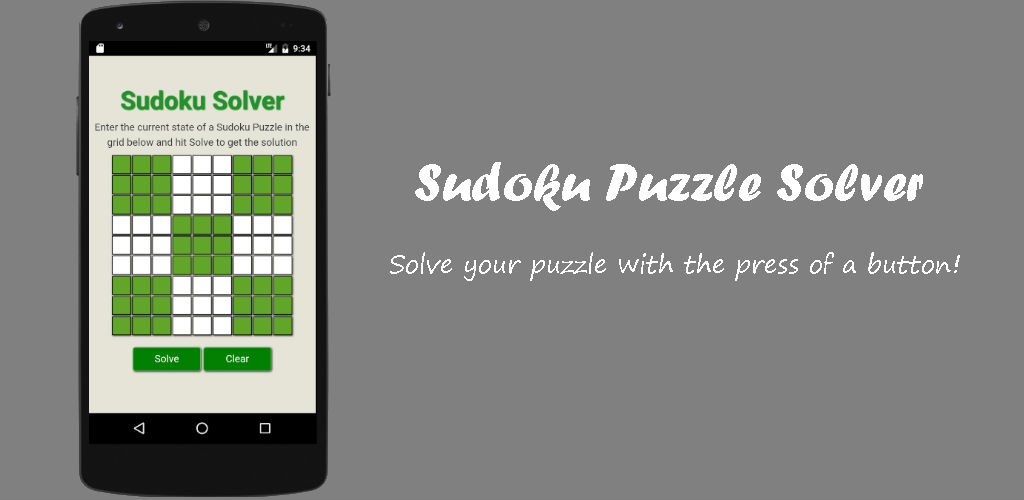 9:34
Sudoku Solver
Enter the current state of a Sudoku Puzzle in the
grid below and hit Solve to get the solution
Solve Clear
Sudoku Puzzle Solver
Solve your puzzle with the press of a button!